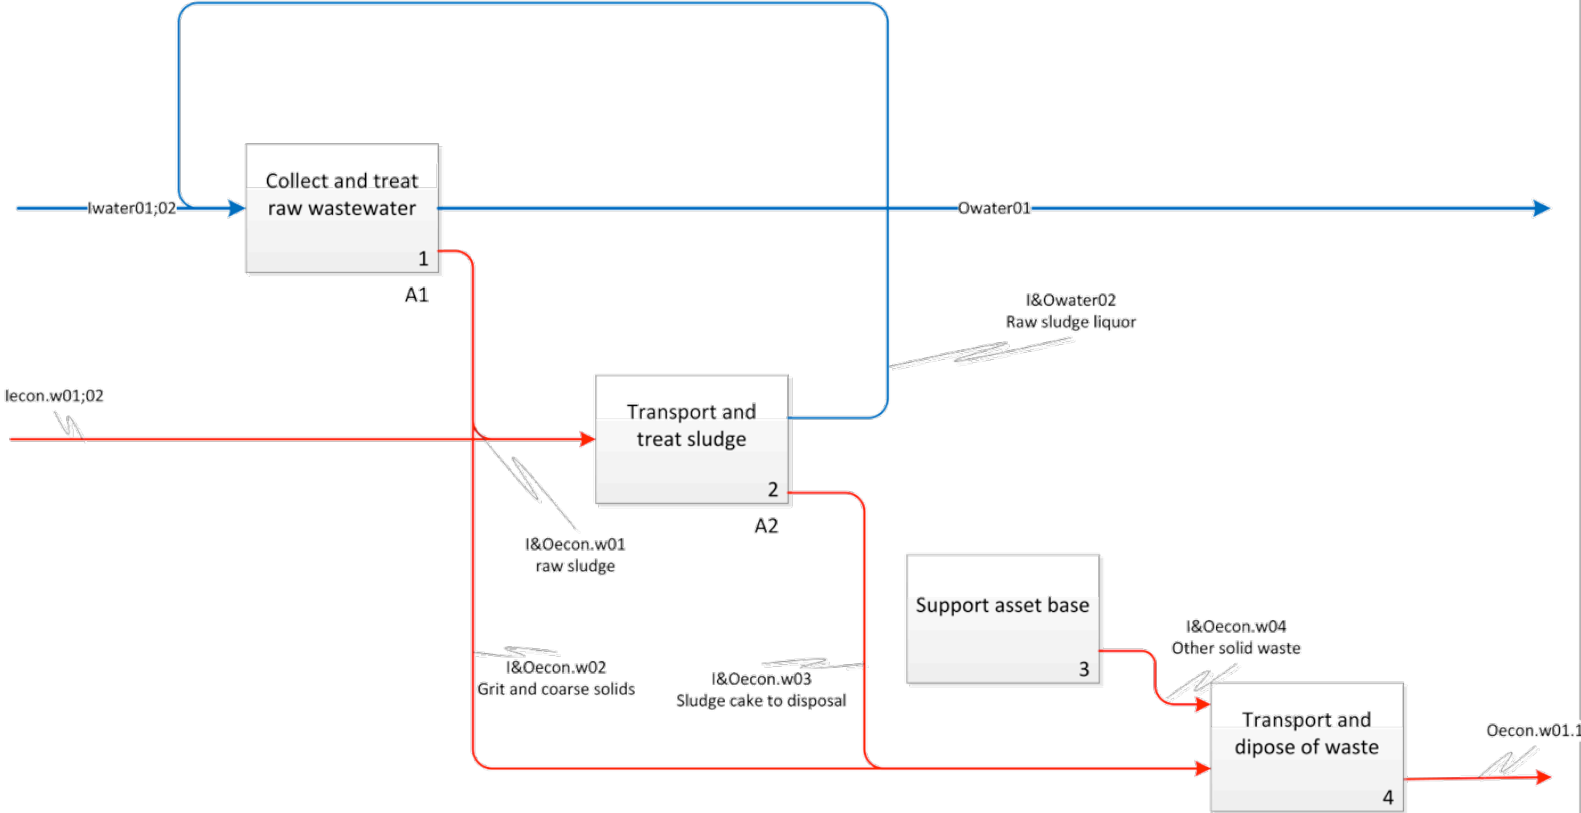 Collect and treat
raw wastewater
1
A1
Iwater01;02
Owater01
I&Owater02
Raw sludge liquor
Iecon.w01;02
Transport and
treat sludge
2
A2
I&Oecon.w01
raw sludge
Support asset base
3
I&Oecon.w04
Other solid waste
I&Oecon.w02
Grit and coarse solids
I&Oecon.w03
Sludge cake to disposal
Transport and
dipose of waste
4
Oecon.w01.1